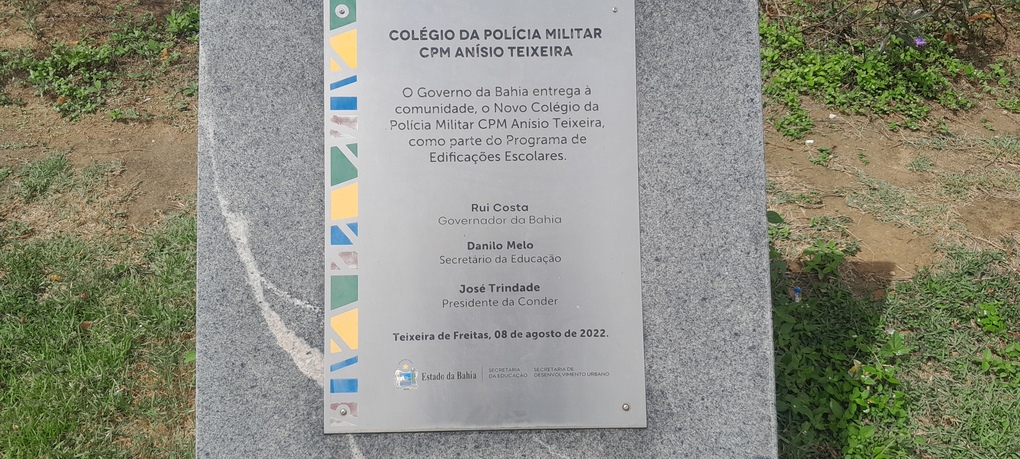 COLÉGIO DA POLÍCIA MILITAR
CPM ANÍSIO TEIXEIRA
O Governo da Bahia entrega à
comunidade, o Novo Colégio da
Polícia Militar CPM Anísio Teixeira,
como parte do Programa de
Edificações Escolares.
Rui Costa
Governador da Bahia
Danilo Melo
Secretário da Educação
José Trindade
Presidente da Conder
Teixeira de Freitas, 08 de agosto de 2022.
Estado da Bahia
SECRETARIA
DA EDUCAÇÃO
SECRETARIA DE
DESENVOLVIMENTO URBANO